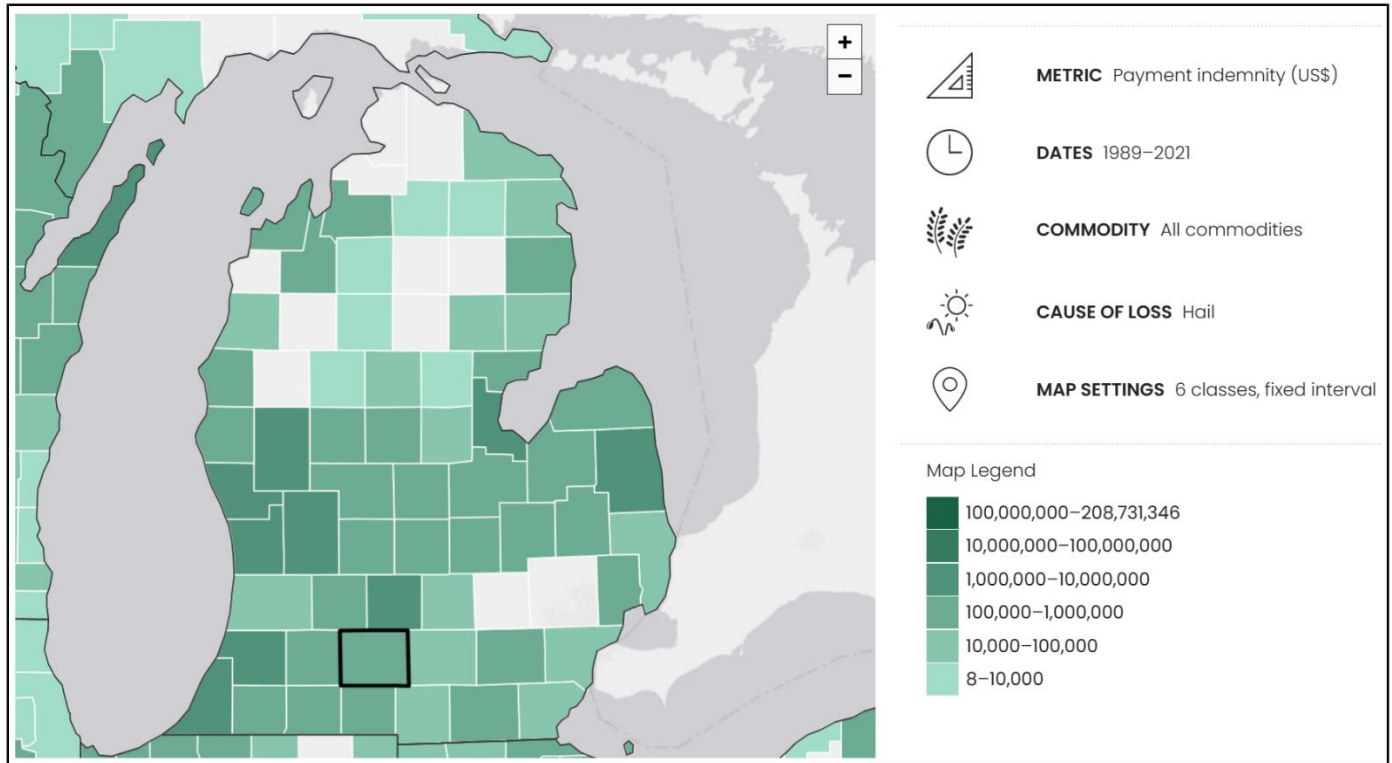 +
−
METRIC Payment indemnity (US$)
DATES 1989–2021
COMMODITY All commodities
CAUSE OF LOSS Hail
MAP SETTINGS 6 classes, fixed interval
Map Legend
100,000,000–208,731,346
10,000,000–100,000,000
1,000,000–10,000,000
100,000–1,000,000
10,000–100,000
8–10,000